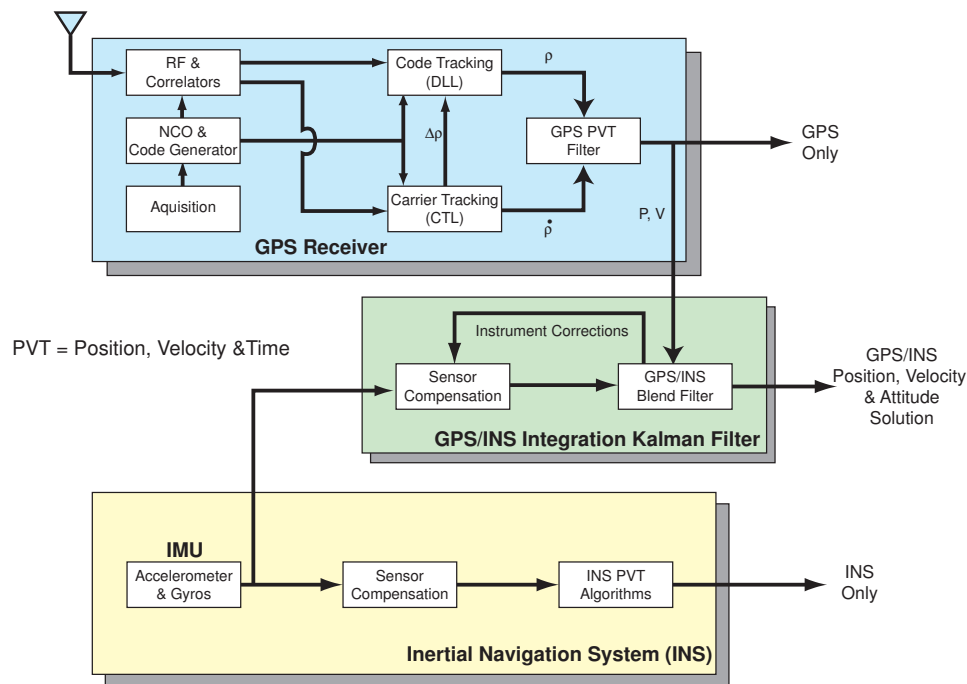 RF &
Correlators
Code Tracking
(DLL)
ρ
NCO &
Code Generator
Δρ
GPS PVT
Filter
GPS
Only
Aquisition
Carrier Tracking
(CTL)
ρ̇
P, V
GPS Receiver
PVT = Position, Velocity &Time
Instrument Corrections
Sensor
Compensation
GPS/INS
Blend Filter
GPS/INS
Position, Velocity
& Attitude
Solution
GPS/INS Integration Kalman Filter
IMU
Accelerometer
& Gyros
Sensor
Compensation
INS PVT
Algorithms
INS
Only
Inertial Navigation System (INS)